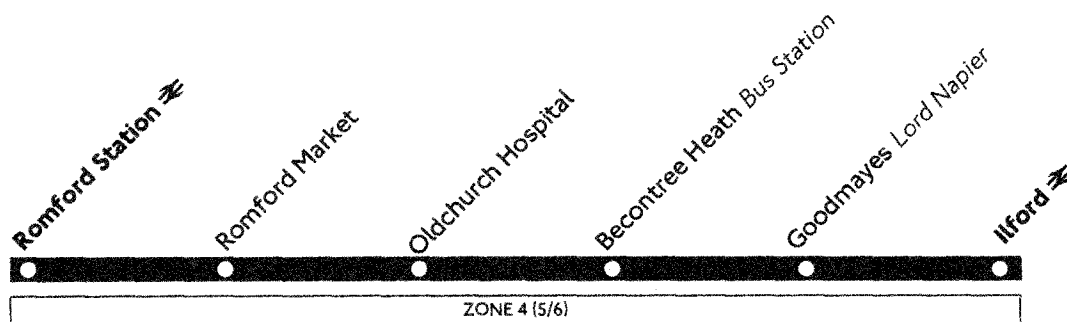 Romford Station
Romford Market
Oldchurch Hospital
Becontree Heath Bus Station
Goodmayes Lord Napier
Ilford
ZONE 4 (5/6)